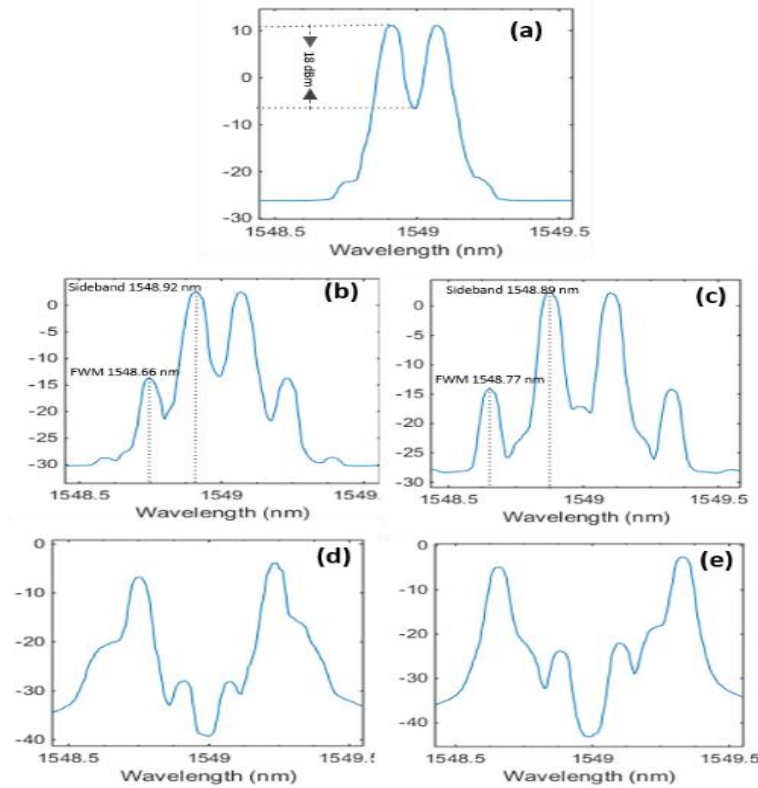 (a)
10
18 dBm
0
-10
-20
-30
1548.5 1549 1549.5
Wavelength (nm)
(b)
Sideband 1548.92 nm
0
-5
-10
FWM 1548.66 nm
-15
-20
-25
-30
1548.5 1549 1549.
Wavelength (nm)
(c)
Sideband 1548.89 nm
0
-5
-10
FWM 1548.77 nm
-15
-20
-25
-30
1548.5 1549 1549.5
Wavelength (nm)
(d)
0
-10
-20
-30
-40
1548.5 1549 1549.5
Wavelength (nm)
(e)
0
-10
-20
-30
-40
1548.5 1549 1549.5
Wavelength (nm)